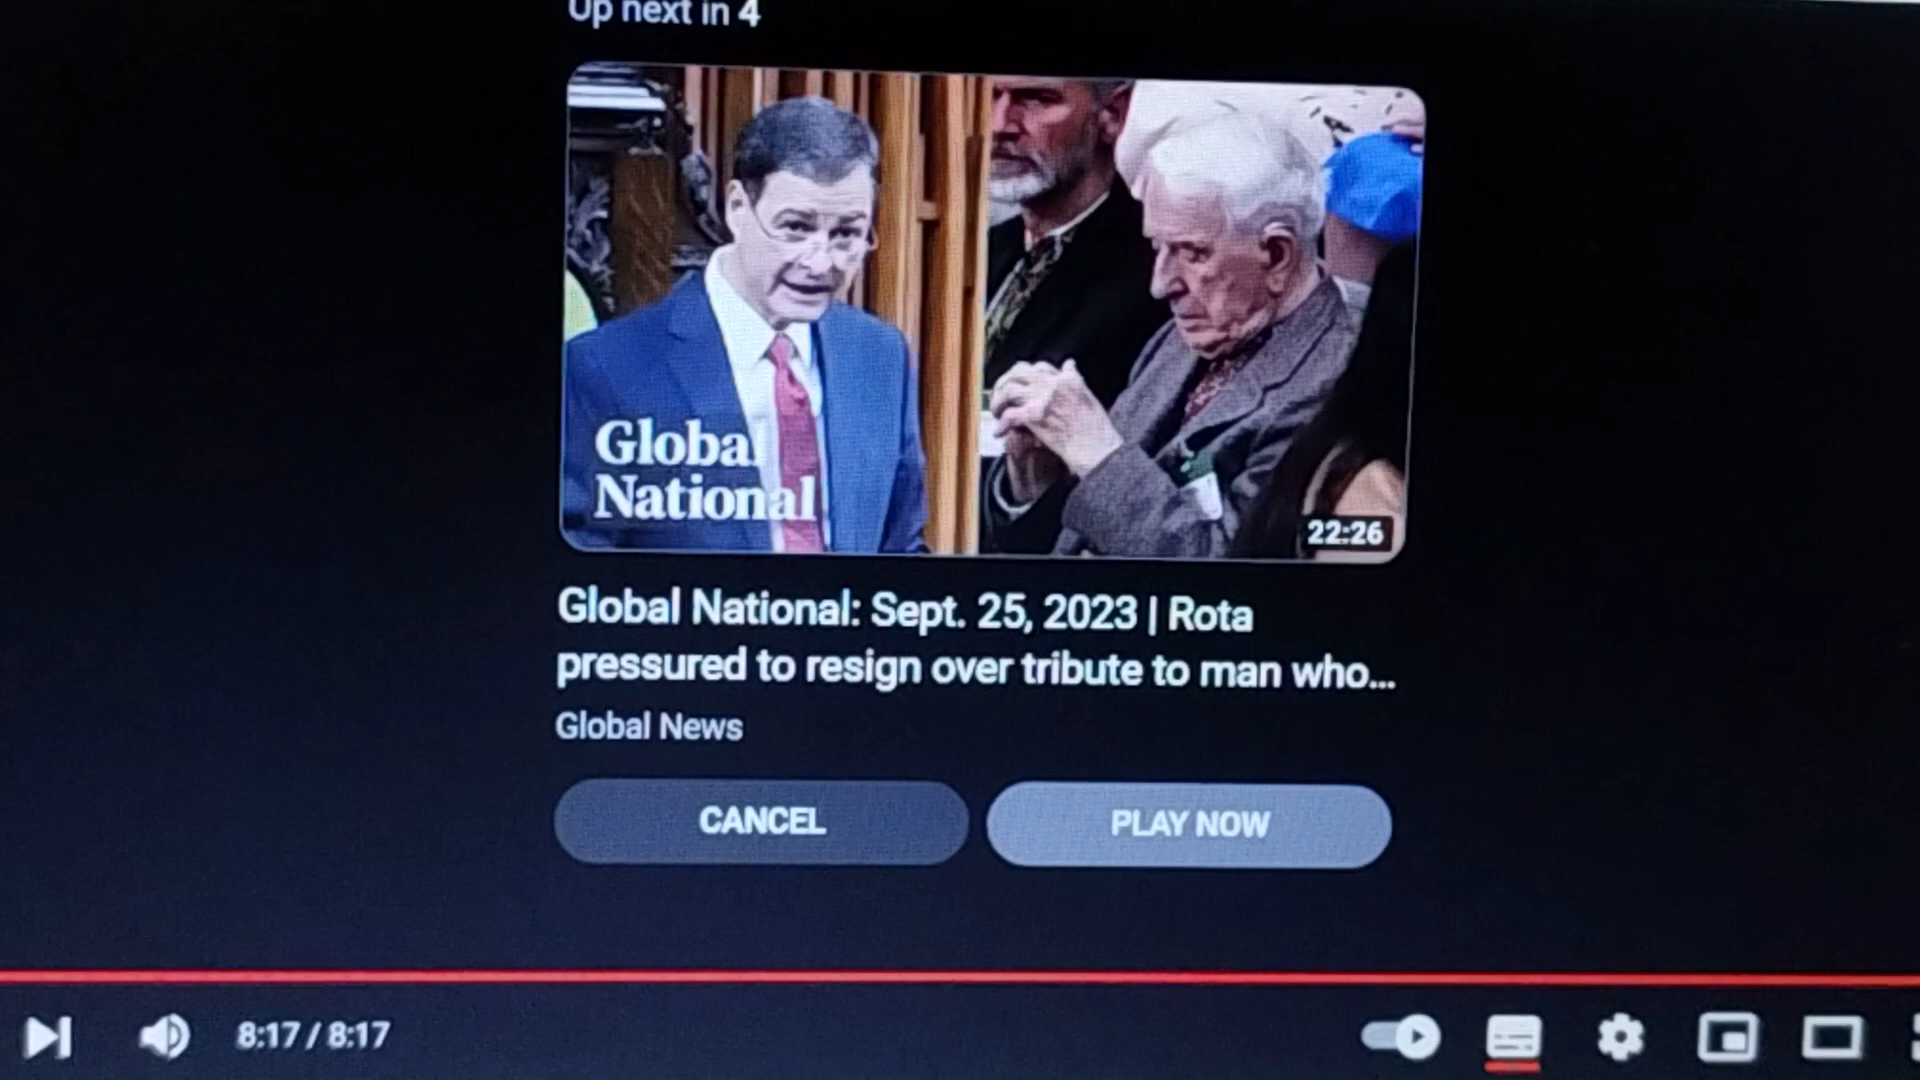 Up next in 4
Global
National
22:26
Global National: Sept. 25, 2023 | Rota
pressured to resign over tribute to man who...
Global News
CANCEL
PLAY NOW
8:17 / 8:17